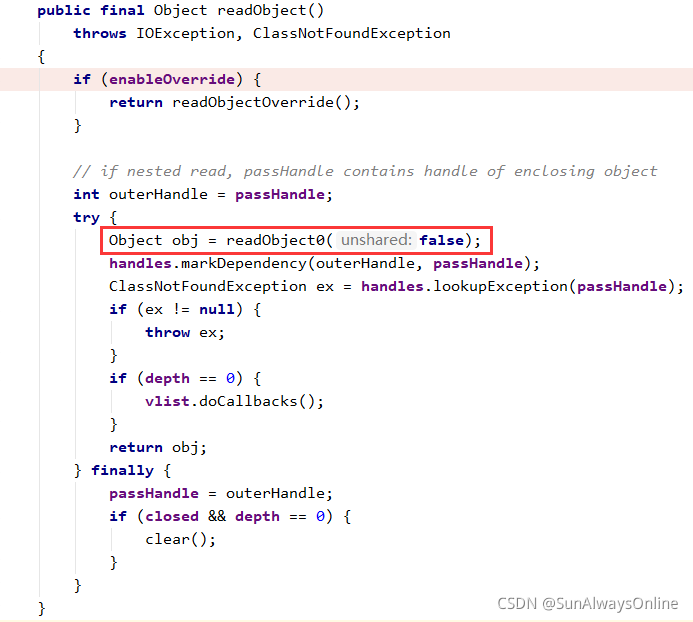 public final Object readObject()
    throws IOException, ClassNotFoundException
{
    if (enableOverride) {
        return readObjectOverride();
    }

    // if nested read, passHandle contains handle of enclosing object
    int outerHandle = passHandle;
    try {
        Object obj = readObject0( unshared: false);
        handles.markDependency(outerHandle, passHandle);
        ClassNotFoundException ex = handles.lookupException(passHandle);
        if (ex != null) {
            throw ex;
        }
        if (depth == 0) {
            vlist.doCallbacks();
        }
        return obj;
    } finally {
        passHandle = outerHandle;
        if (closed && depth == 0) {
            clear();
        }
    }
}
CSDN @SunAlwaysOnline